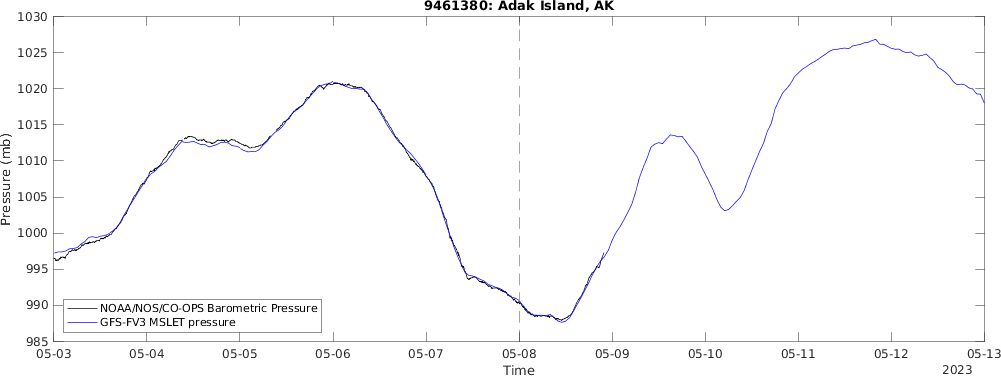 9461380: Adak Island, AK
Pressure (mb)
1030
1025
1020
1015
1010
1005
1000
995
990
985
NOAA/NOS/CO-OPS Barometric Pressure
GFS-FV3 MSLET pressure
05-03 05-04 05-05 05-06 05-07 05-08 05-09 05-10 05-11 05-12 05-13
Time
2023